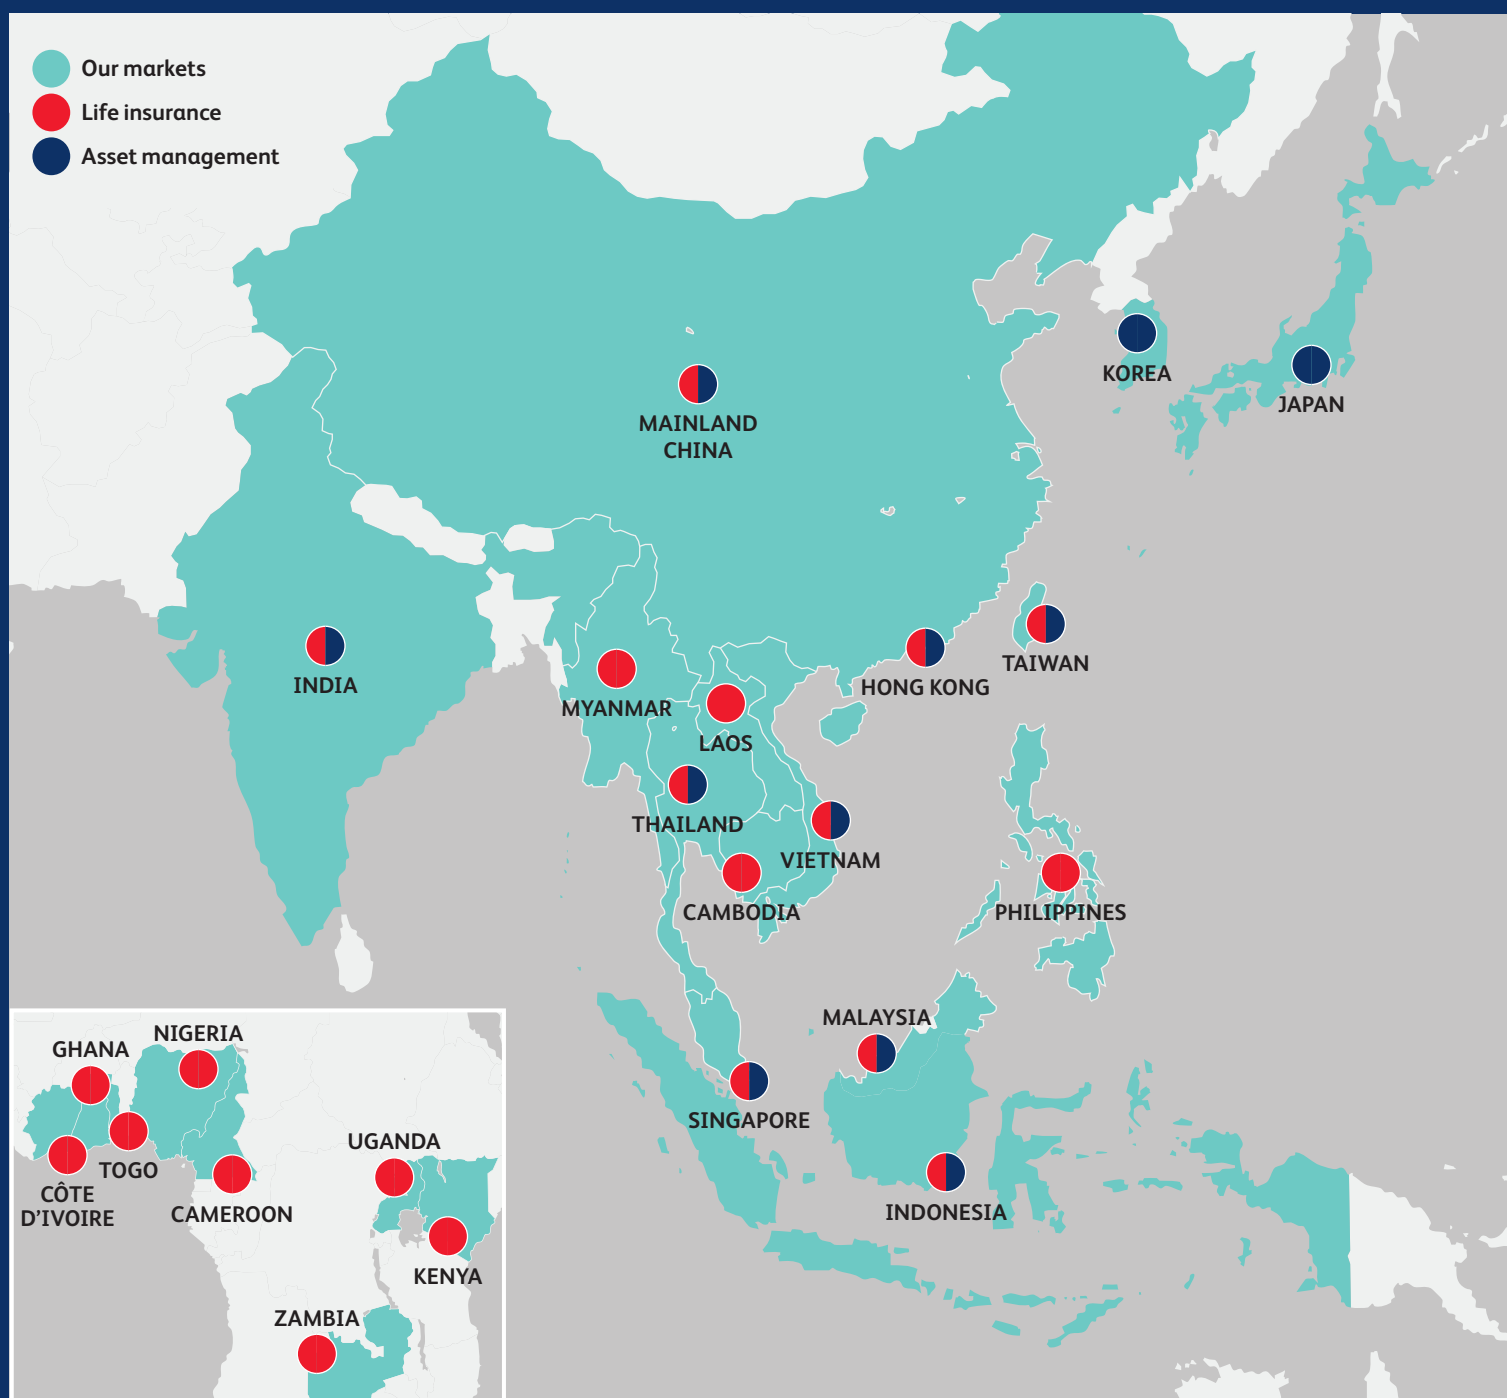 Our markets
Life insurance
Asset management
KOREA
JAPAN
MAINLAND
CHINA
TAIWAN
HONG KONG
INDIA
MYANMAR
LAOS
THAILAND
VIETNAM
CAMBODIA
PHILIPPINES
MALAYSIA
SINGAPORE
INDONESIA
NIGERIA
GHANA
TOGO
CÔTE
D’IVOIRE
CAMEROON
UGANDA
KENYA
ZAMBIA